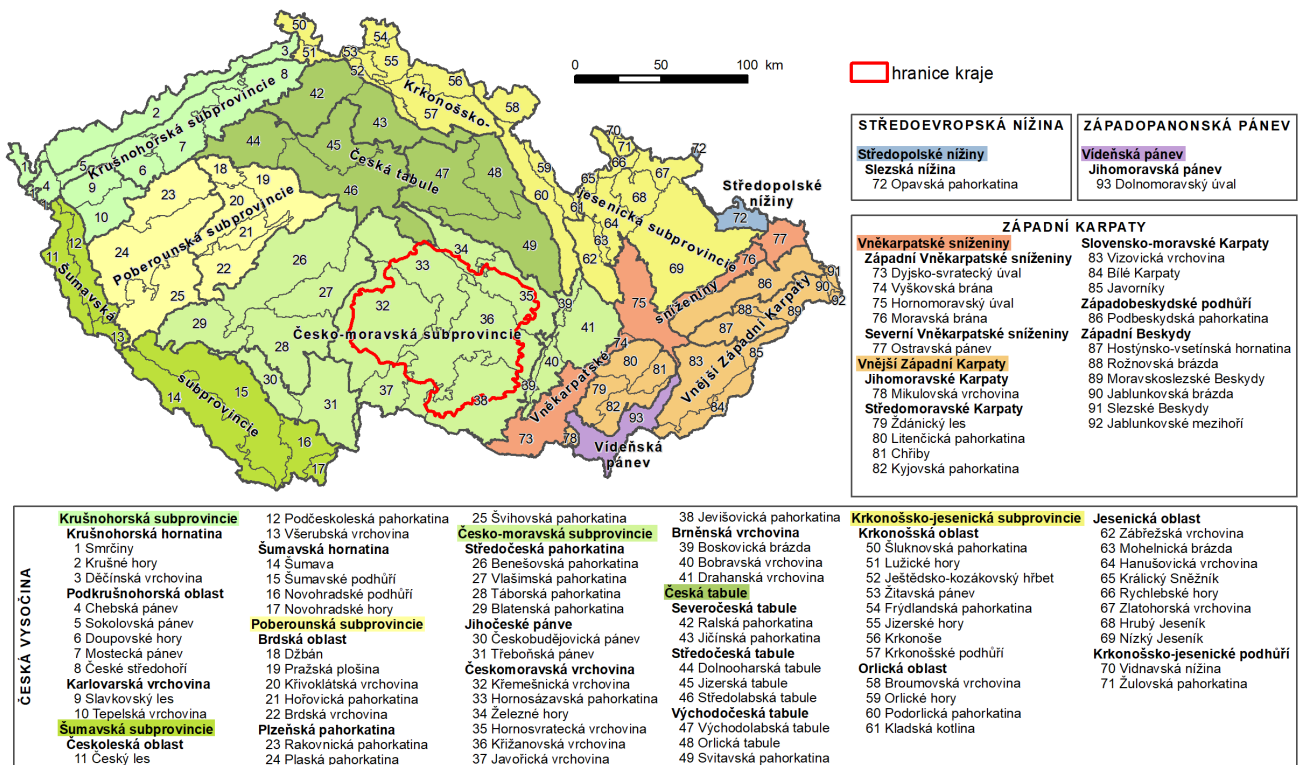 0 50 100 km
hranice kraje
Krušnohorská subprovincie
Krkonošsko-
jesenická subprovincie
Česká tabule
Poberounská subprovincie
Šumavská
subprovincie
Česko-moravská subprovincie
Středopolské
nížiny
Vněkarpatské
sníženiny
Vnější Západní Karpaty
Vídeňská
pánev
STŘEDOEVROPSKÁ NÍŽINA
Středopolské nížiny
Slezská nížina
72 Opavská pahorkatina
ZÁPADOPANONSKÁ PÁNEV
Vídeňská pánev
Jihomoravská pánev
93 Dolnomoravský úval
ZÁPADNÍ KARPATY
Vněkarpatské sníženiny
Západní Vněkarpatské sníženiny
73 Dyjsko-svratecký úval
74 Vyškovská brána
75 Hornomoravský úval
76 Moravská brána
Severní Vněkarpatské sníženiny
77 Ostravská pánev
Vnější Západní Karpaty
Jihomoravské Karpaty
78 Mikulovská vrchovina
Středomoravské Karpaty
79 Ždánický les
80 Litenčická pahorkatina
81 Chřiby
82 Kyjovská pahorkatina
Slovensko-moravské Karpaty
83 Vizovická vrchovina
84 Bílé Karpaty
85 Javorníky
Západobeskydské podhůří
86 Podbeskydská pahorkatina
Západní Beskydy
87 Hostýnsko-vsetínská hornatina
88 Rožnovská brázda
89 Moravskoslezské Beskydy
90 Jablunkovská brázda
91 Slezské Beskydy
92 Jablunkovské mezihoří
ČESKÁ VYSOČINA
Krušnohorská subprovincie
Krušnohorská hornatina
1 Smrčiny
2 Krušné hory
3 Děčínská vrchovina
Podkrušnohorská oblast
4 Chebská pánev
5 Sokolovská pánev
6 Doupovské hory
7 Mostecká pánev
8 České středohoří
Karlovarská vrchovina
9 Slavkovský les
10 Tepelská vrchovina
Šumavská subprovincie
Českoleská oblast
11 Český les
12 Podčeskoleská pahorkatina
13 Všerubská vrchovina
Šumavská hornatina
14 Šumava
15 Šumavské podhůří
16 Novohradské podhůří
17 Novohradské hory
Poberounská subprovincie
Brdská oblast
18 Džbán
19 Pražská plošina
20 Křivoklátská vrchovina
21 Hořovická pahorkatina
22 Brdská vrchovina
Plzeňská pahorkatina
23 Rakovnická pahorkatina
24 Plaská pahorkatina
25 Švihovská pahorkatina
Česko-moravská subprovincie
Středočeská pahorkatina
26 Benešovská pahorkatina
27 Vlašimská pahorkatina
28 Táborská pahorkatina
29 Blatenská pahorkatina
Jihočeské pánve
30 Českobudějovická pánev
31 Třeboňská pánev
Českomoravská vrchovina
32 Křemešnická vrchovina
33 Hornosázavská pahorkatina
34 Železné hory
35 Hornosvratecká vrchovina
36 Křižanovská vrchovina
37 Javořická vrchovina
38 Jevišovická pahorkatina
Brněnská vrchovina
39 Boskovická brázda
40 Bobravská vrchovina
41 Drahanská vrchovina
Česká tabule
Severočeská tabule
42 Ralská pahorkatina
43 Jičínská pahorkatina
Středočeská tabule
44 Dolnooharská tabule
45 Jizerská tabule
46 Středolabská tabule
Východočeská tabule
47 Východolabská tabule
48 Orlická tabule
49 Svitavská pahorkatina
Krkonošsko-jesenická subprovincie
Krkonošská oblast
50 Šluknovská pahorkatina
51 Lužické hory
52 Ještědsko-kozákovský hřbet
53 Žitavská pánev
54 Frýdlandská pahorkatina
55 Jizerské hory
56 Krkonoše
57 Krkonošské podhůří
Orlická oblast
58 Broumovská vrchovina
59 Orlické hory
60 Podorlická pahorkatina
61 Kladská kotlina
Jesenická oblast
62 Zábřežská vrchovina
63 Mohelnická brázda
64 Hanušovická vrchovina
65 Králický Sněžník
66 Rychlebské hory
67 Zlatohorská vrchovina
68 Hrubý Jeseník
69 Nízký Jeseník
Krkonošsko-jesenické podhůří
70 Vidnavská nížina
71 Žulovská pahorkatina